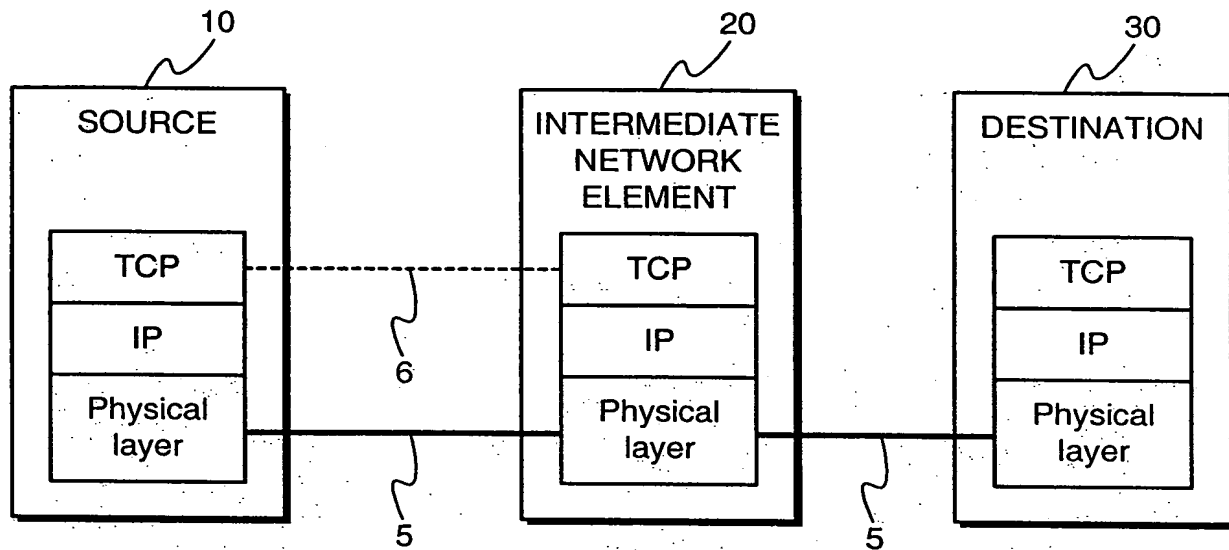 10
20
30
SOURCE
INTERMEDIATE
NETWORK
ELEMENT
DESTINATION
TCP
IP
Physical
layer
TCP
IP
Physical
layer
TCP
IP
Physical
layer
6
5
5